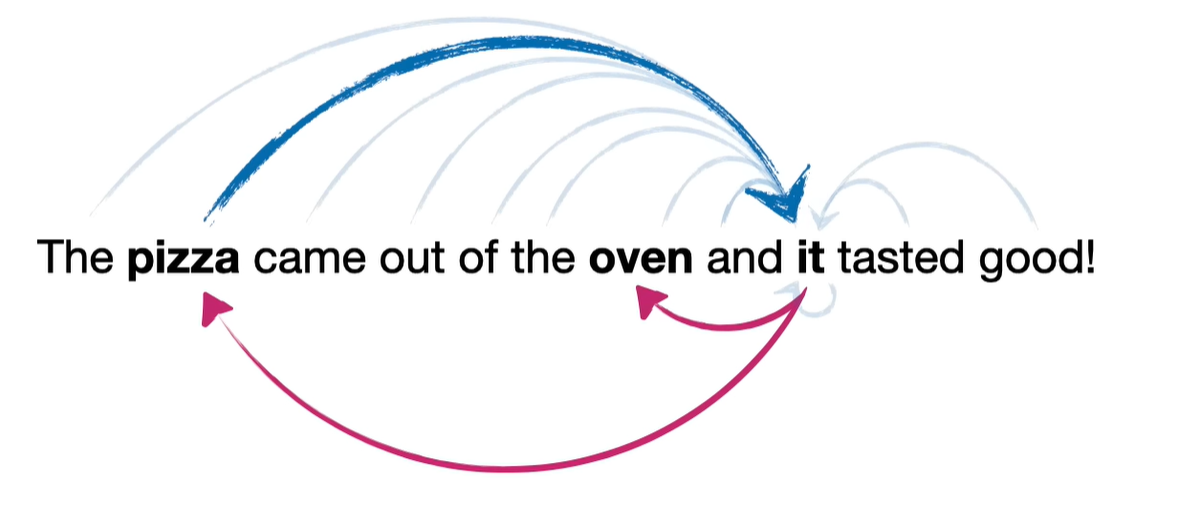 The pizza came out of the oven and it tasted good!